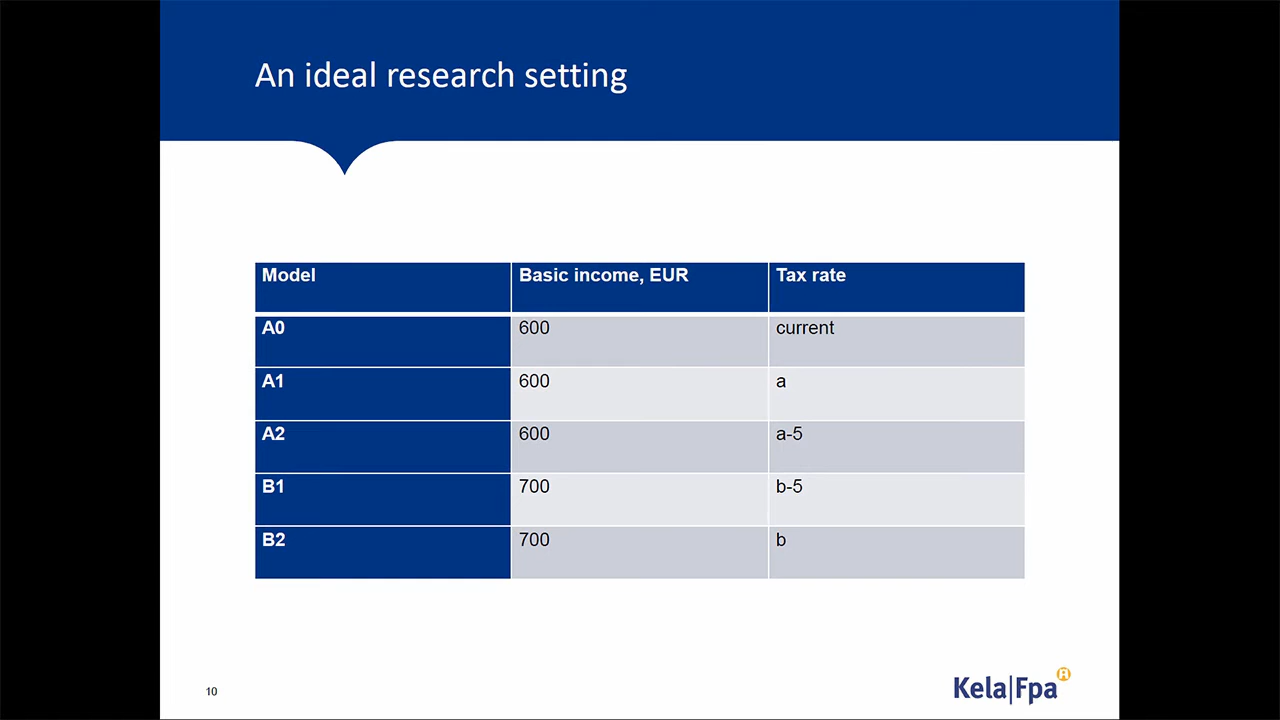 An ideal research setting
Model Basic income, EUR Tax rate
A0 600 current
A1 600 a
A2 600 a-5
B1 700 b-5
B2 700 b
10
Kela|Fpa